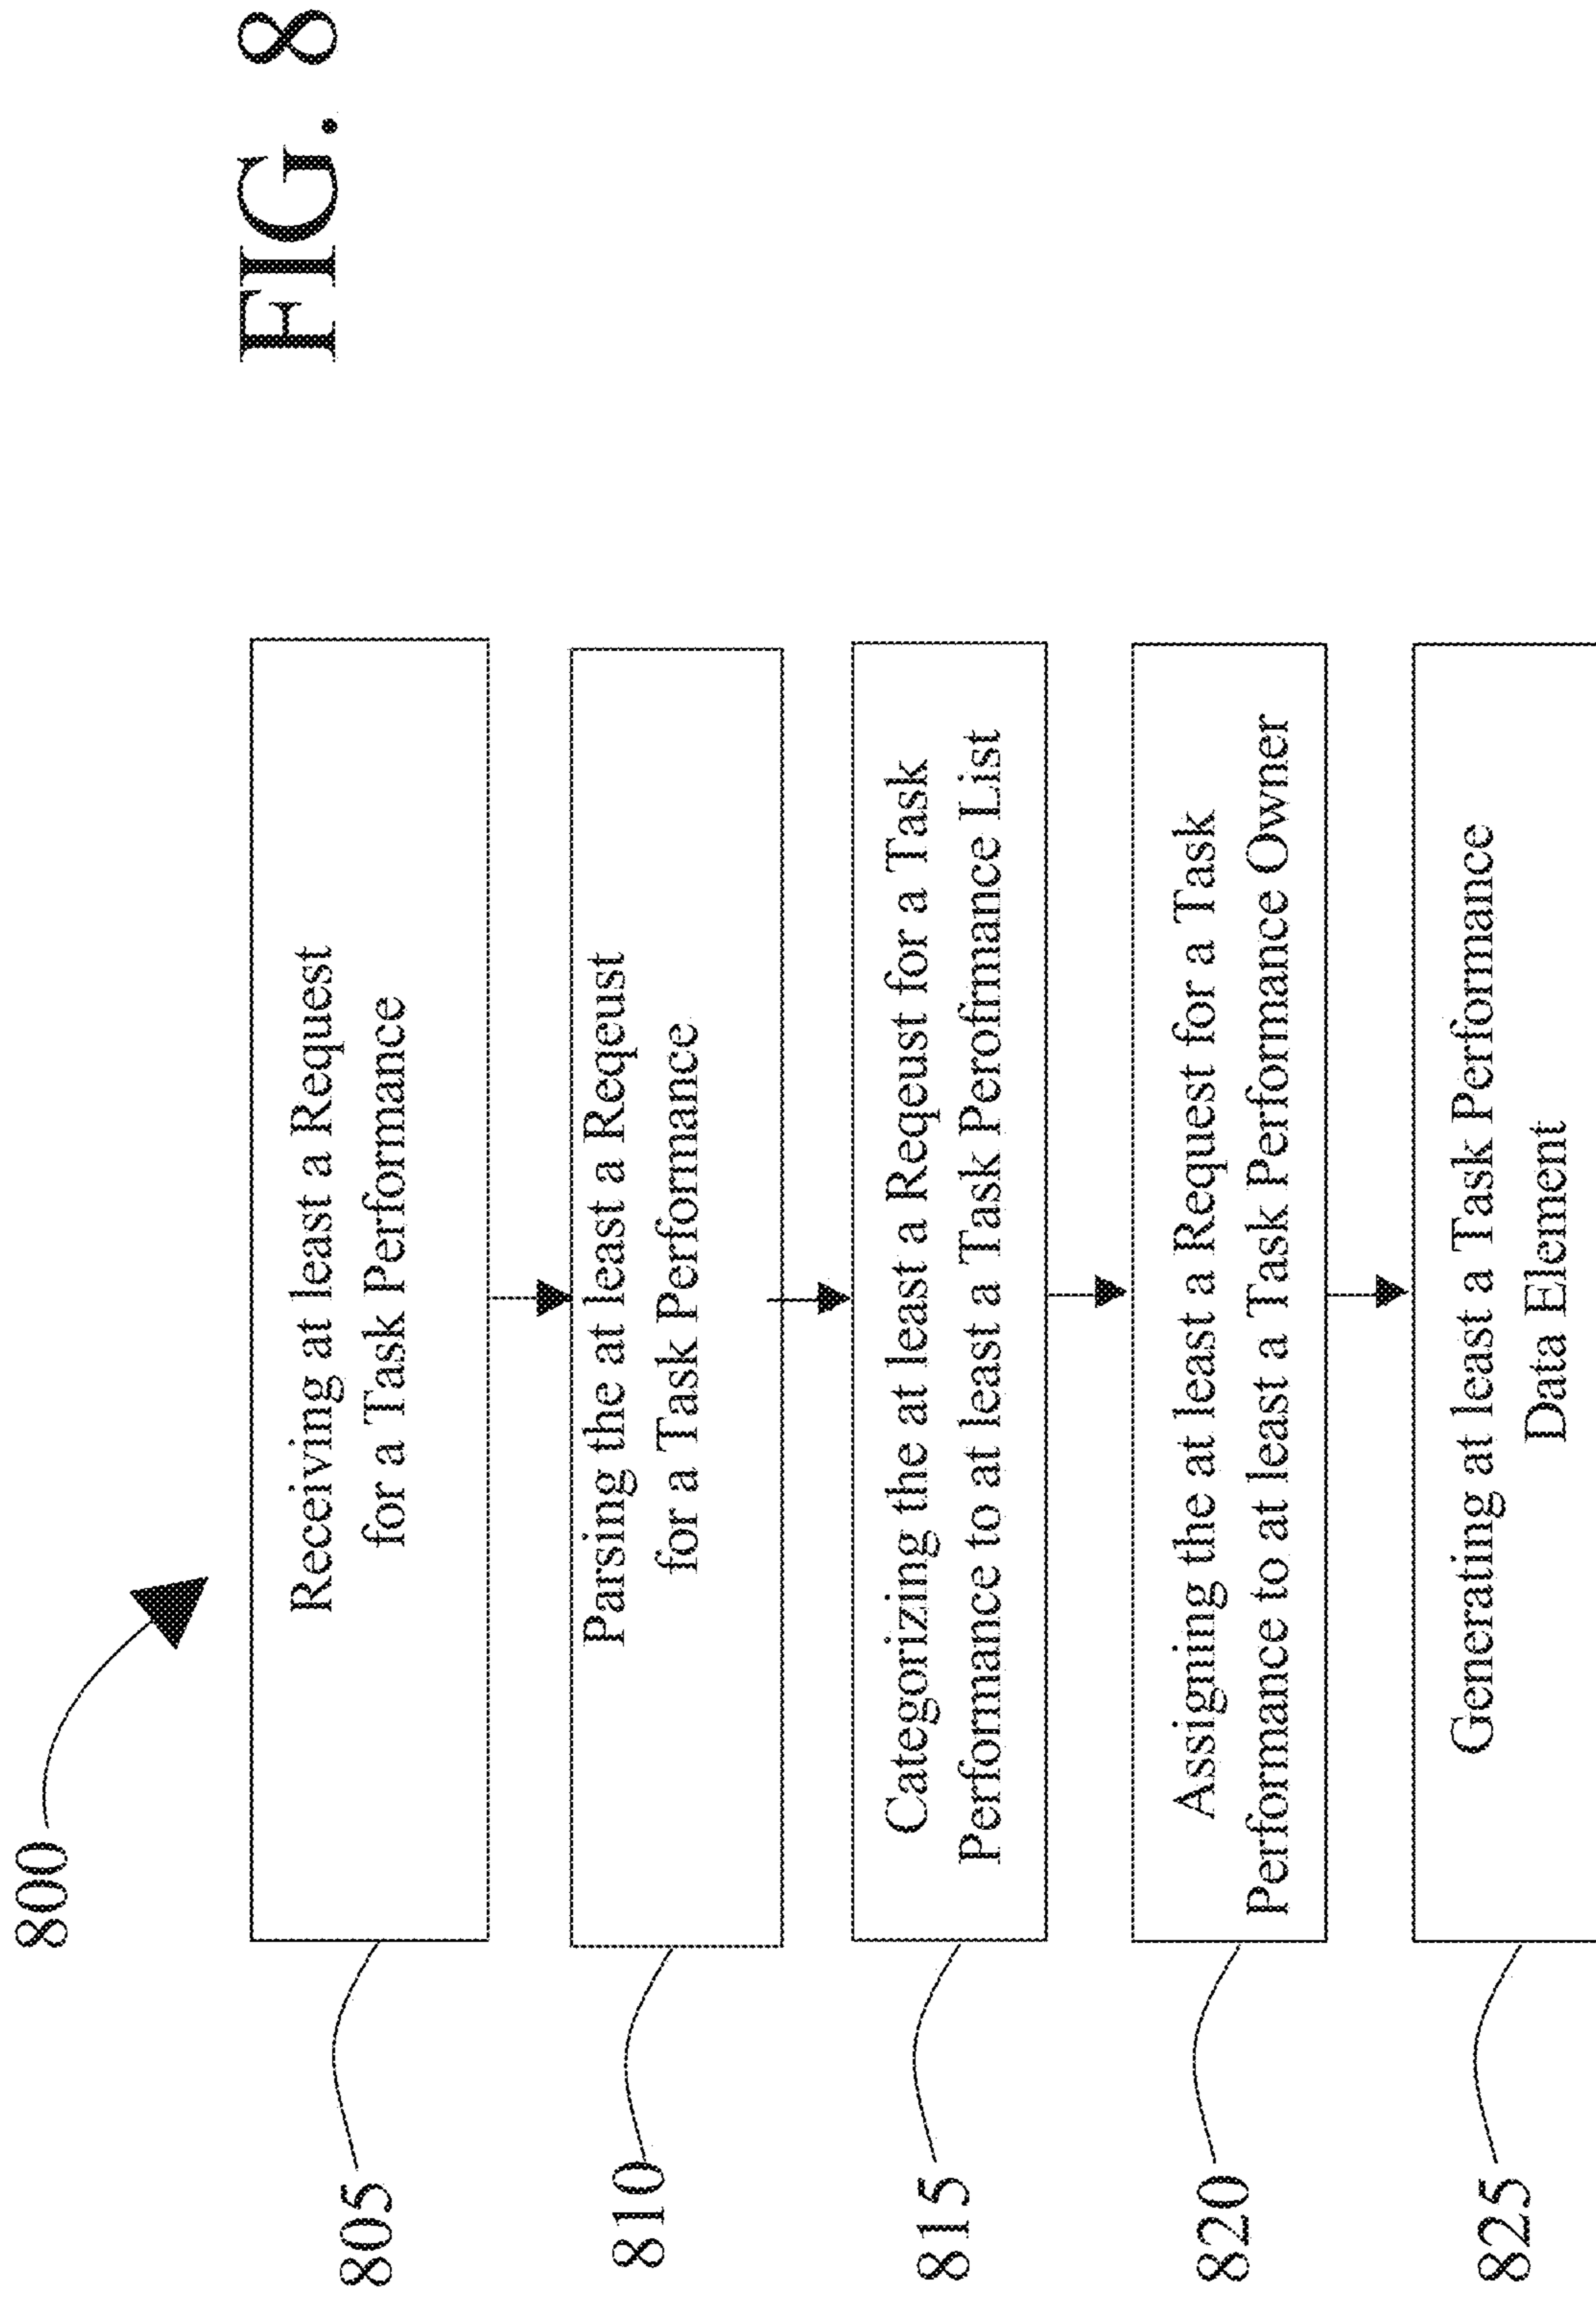 FIG. 8
800
805
Receiving at least a Request
for a Task Performance
810
Parsing the at least a Reqeust
for a Task Performance
815
Categorizing the at least a Reqeust for a Task
Performance to at least a Task Perofmance List
820
Assigning the at least a Request for a Task
Performance to at least a Task Performance Owner
825
Generating at least a Task Performance
Data Element